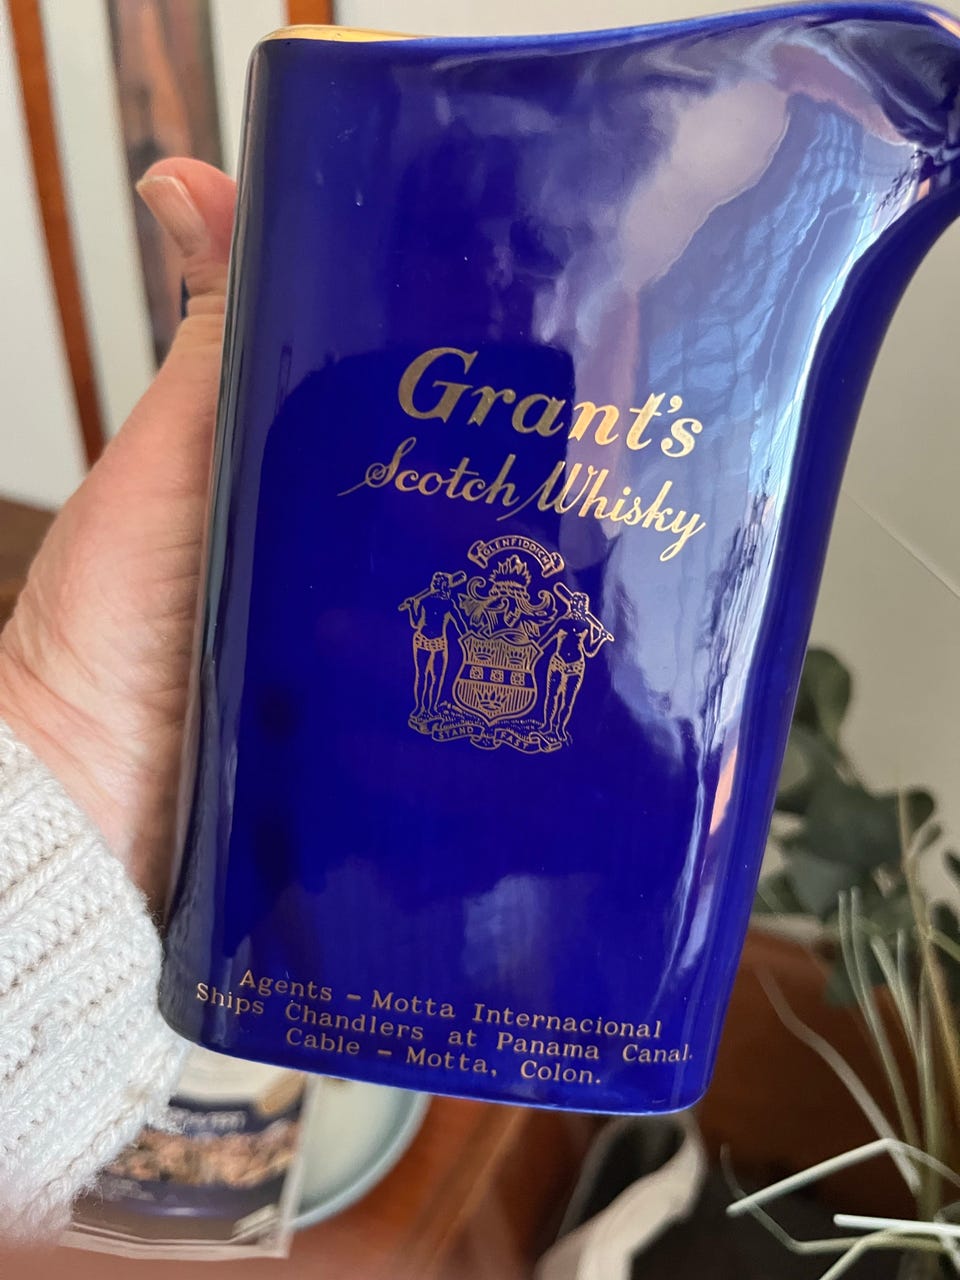 Grant's
Scotch Whisky
GLENFIDDICH
STAND FAST
Agents - Motta Internacional
Ships Chandlers at Panama Canal.
Cable - Motta, Colon.